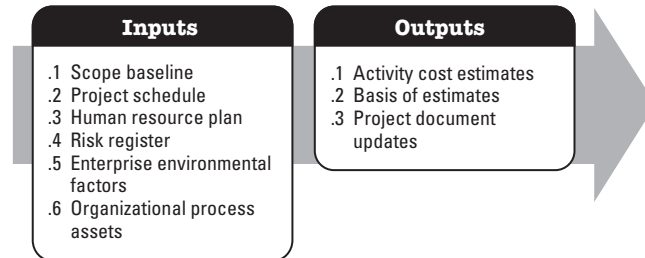 Inputs
.1 Scope baseline
.2 Project schedule
.3 Human resource plan
.4 Risk register
.5 Enterprise environmental
factors
.6 Organizational process
assets
Outputs
.1 Activity cost estimates
.2 Basis of estimates
.3 Project document
updates